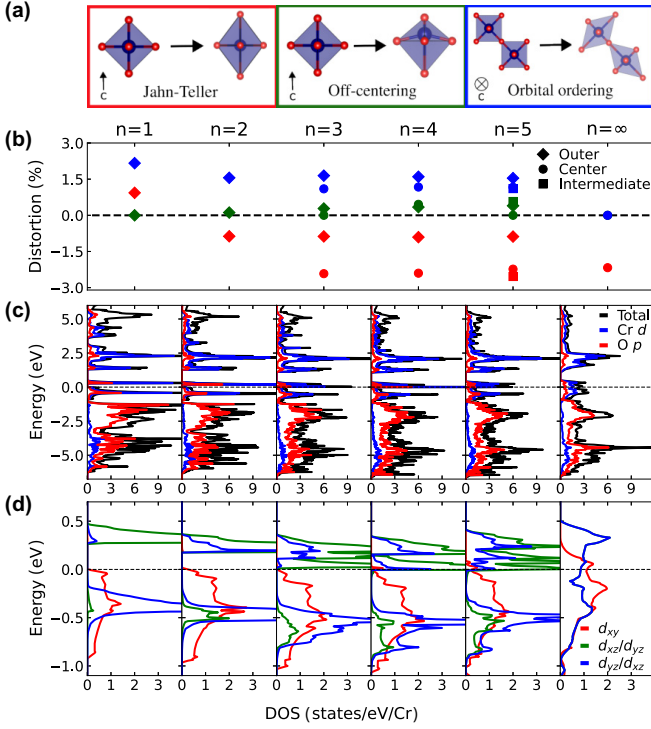 (a)
c
Jahn-Teller
c
Off-centering
c
Orbital ordering
n=1 n=2 n=3 n=4 n=5 n=∞
(b)
Distortion (%)
3.0
1.5
0.0
−1.5
−3.0
Outer
Center
Intermediate
(c)
Energy (eV)
5.0
2.5
0.0
−2.5
−5.0
Total
Cr d
O p
0 3 6 9 0 3 6 9 0 3 6 9 0 3 6 9 0 3 6 9 0 3 6 9
(d)
Energy (eV)
0.5
0.0
−0.5
−1.0
dxy
dxz/dyz
dyz/dxz
0 1 2 3 0 1 2 3 0 1 2 3 0 1 2 3 0 1 2 3 0 1 2 3
DOS (states/eV/Cr)